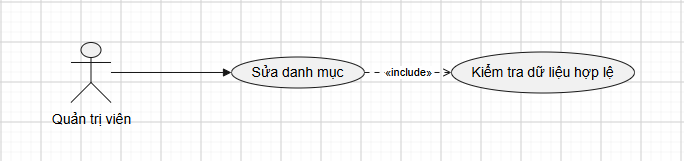 Sửa danh mục
«include»
Kiểm tra dữ liệu hợp lệ
Quản trị viên